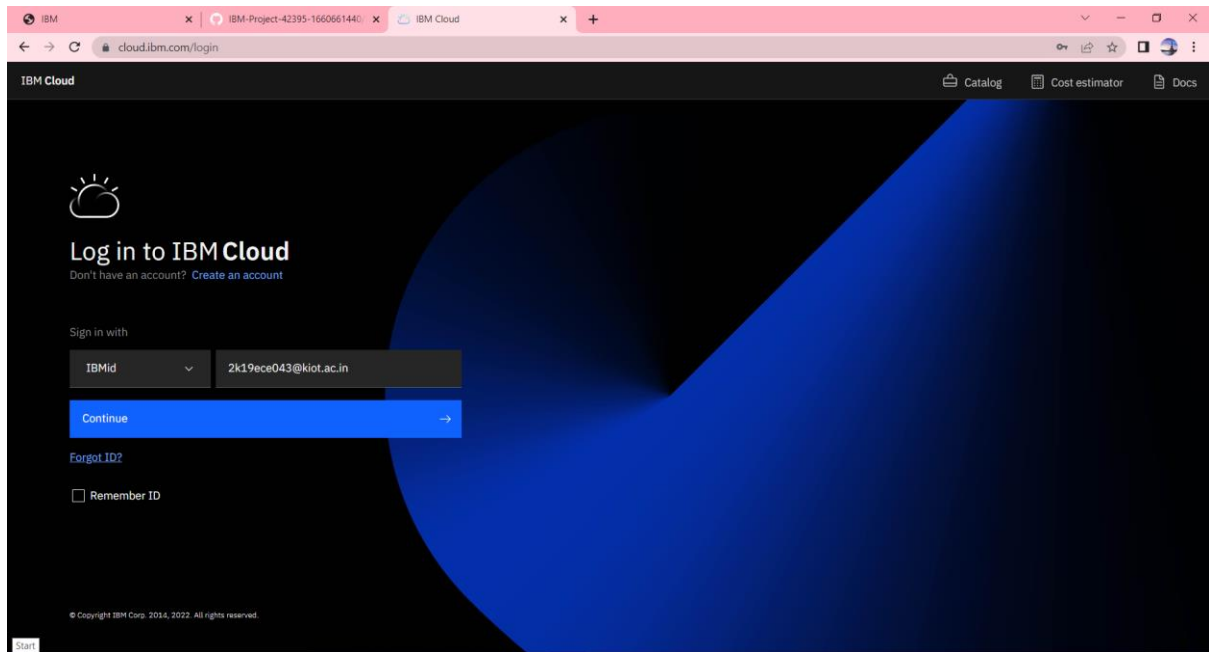 IBM
IBM-Project-42395-1660661440
IBM Cloud
cloud.ibm.com/login
IBM Cloud
Catalog
Cost estimator
Docs
Log in to IBM Cloud
Don't have an account? Create an account
Sign in with
IBMid
2k19ece043@kiot.ac.in
Continue
Forgot ID?
Remember ID
© Copyright IBM Corp. 2014, 2022. All rights reserved.
Start